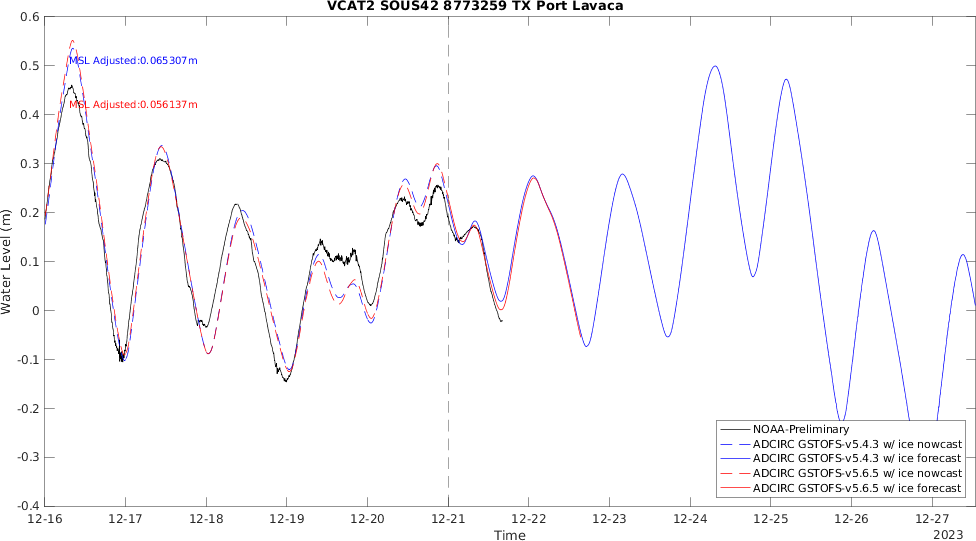 VCAT2 SOUS42 8773259 TX Port Lavaca
0.6
0.5
0.4
0.3
0.2
0.1
0
-0.1
-0.2
-0.3
-0.4
Water Level (m)
MSL Adjusted:0.065307m
MSL Adjusted:0.056137m
NOAA-Preliminary
ADCIRC GSTOFS-v5.4.3 w/ ice nowcast
ADCIRC GSTOFS-v5.4.3 w/ ice forecast
ADCIRC GSTOFS-v5.6.5 w/ ice nowcast
ADCIRC GSTOFS-v5.6.5 w/ ice forecast
12-16 12-17 12-18 12-19 12-20 12-21 12-22 12-23 12-24 12-25 12-26 12-27
2023
Time